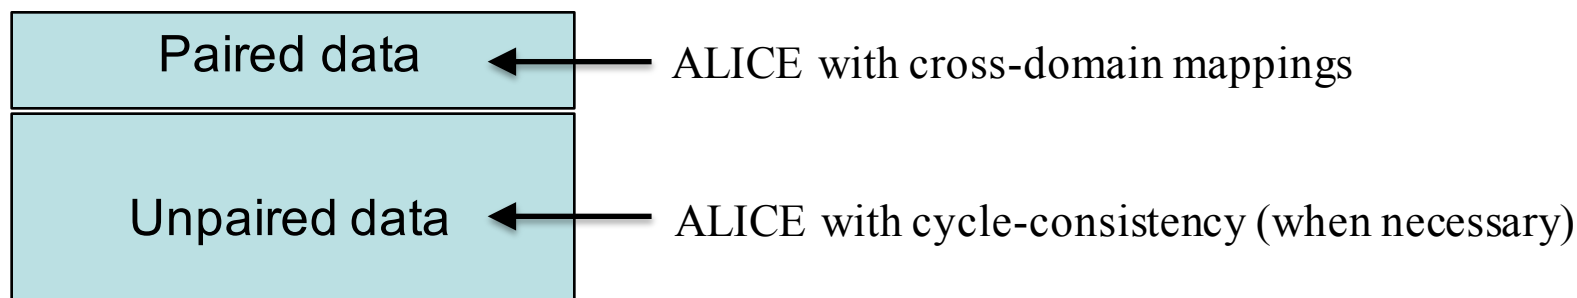 Paired data
ALICE with cross-domain mappings
Unpaired data
ALICE with cycle-consistency (when necessary)